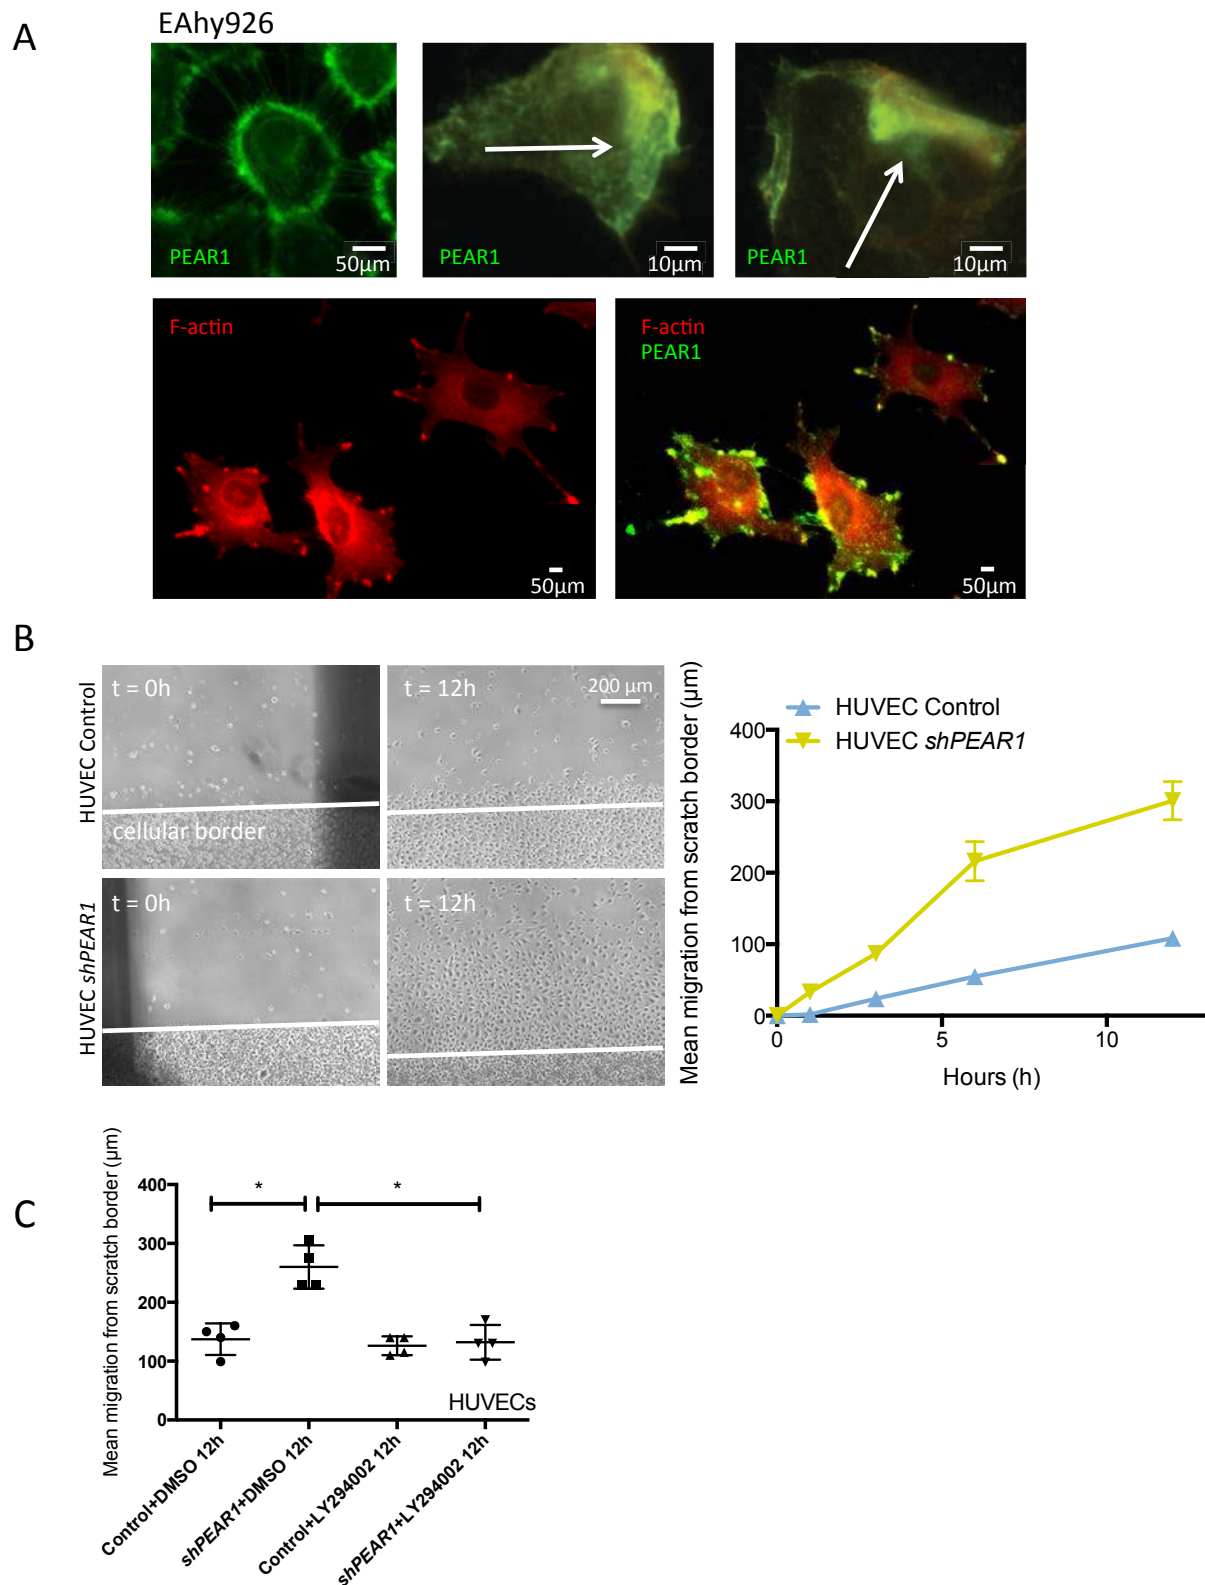 A
EAhy926
PEAR1
50µm
PEAR1
10µm
PEAR1
10µm
F-actin
50µm
F-actin
PEAR1
50µm
B
HUVEC Control
t = 0h
cellular border
t = 12h
200 µm
HUVEC shPEAR1
t = 0h
t = 12h
Mean migration from scratch border (µm)
HUVEC Control
HUVEC shPEAR1
400
300
200
100
0
0
5
10
Hours (h)
C
Mean migration from scratch border (µm)
400
300
200
100
0
*
*
HUVECs
Control+DMSO 12h
shPEAR1+DMSO 12h
Control+LY294002 12h
shPEAR1+LY294002 12h